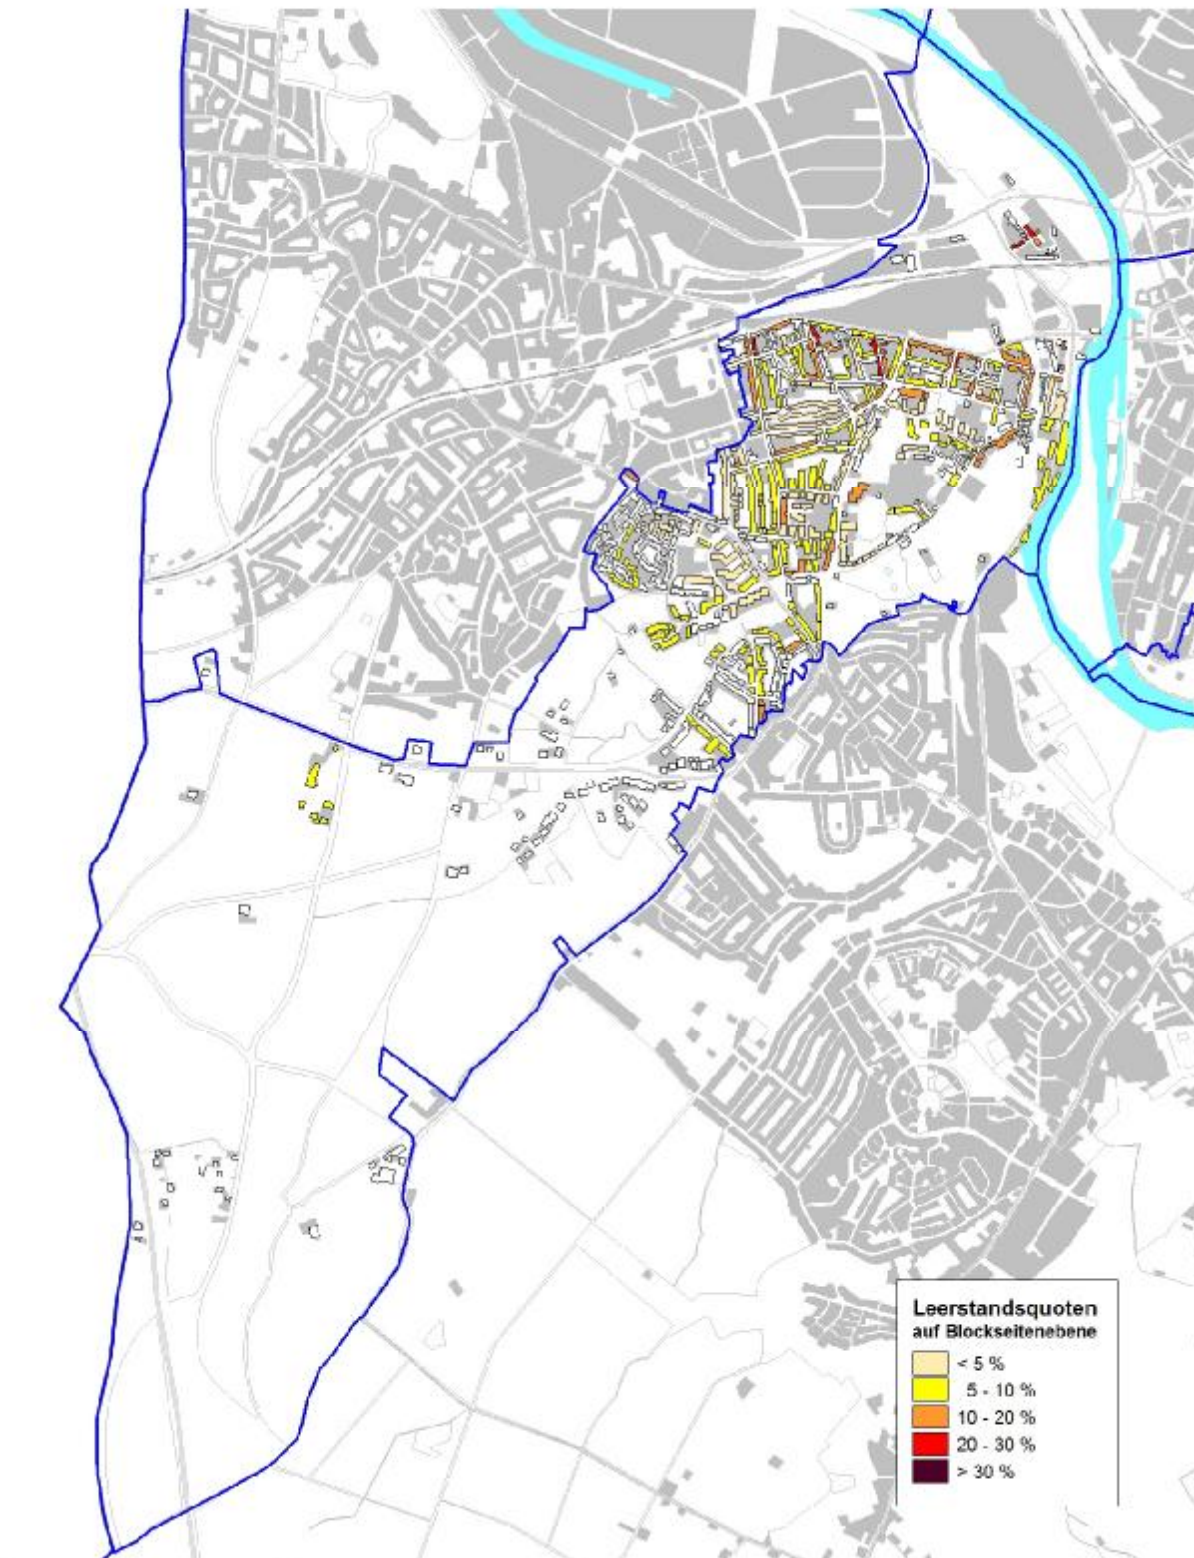 Leerstandsquoten
auf Blockseitenebene
< 5 %
5 - 10 %
10 - 20 %
20 - 30 %
> 30 %